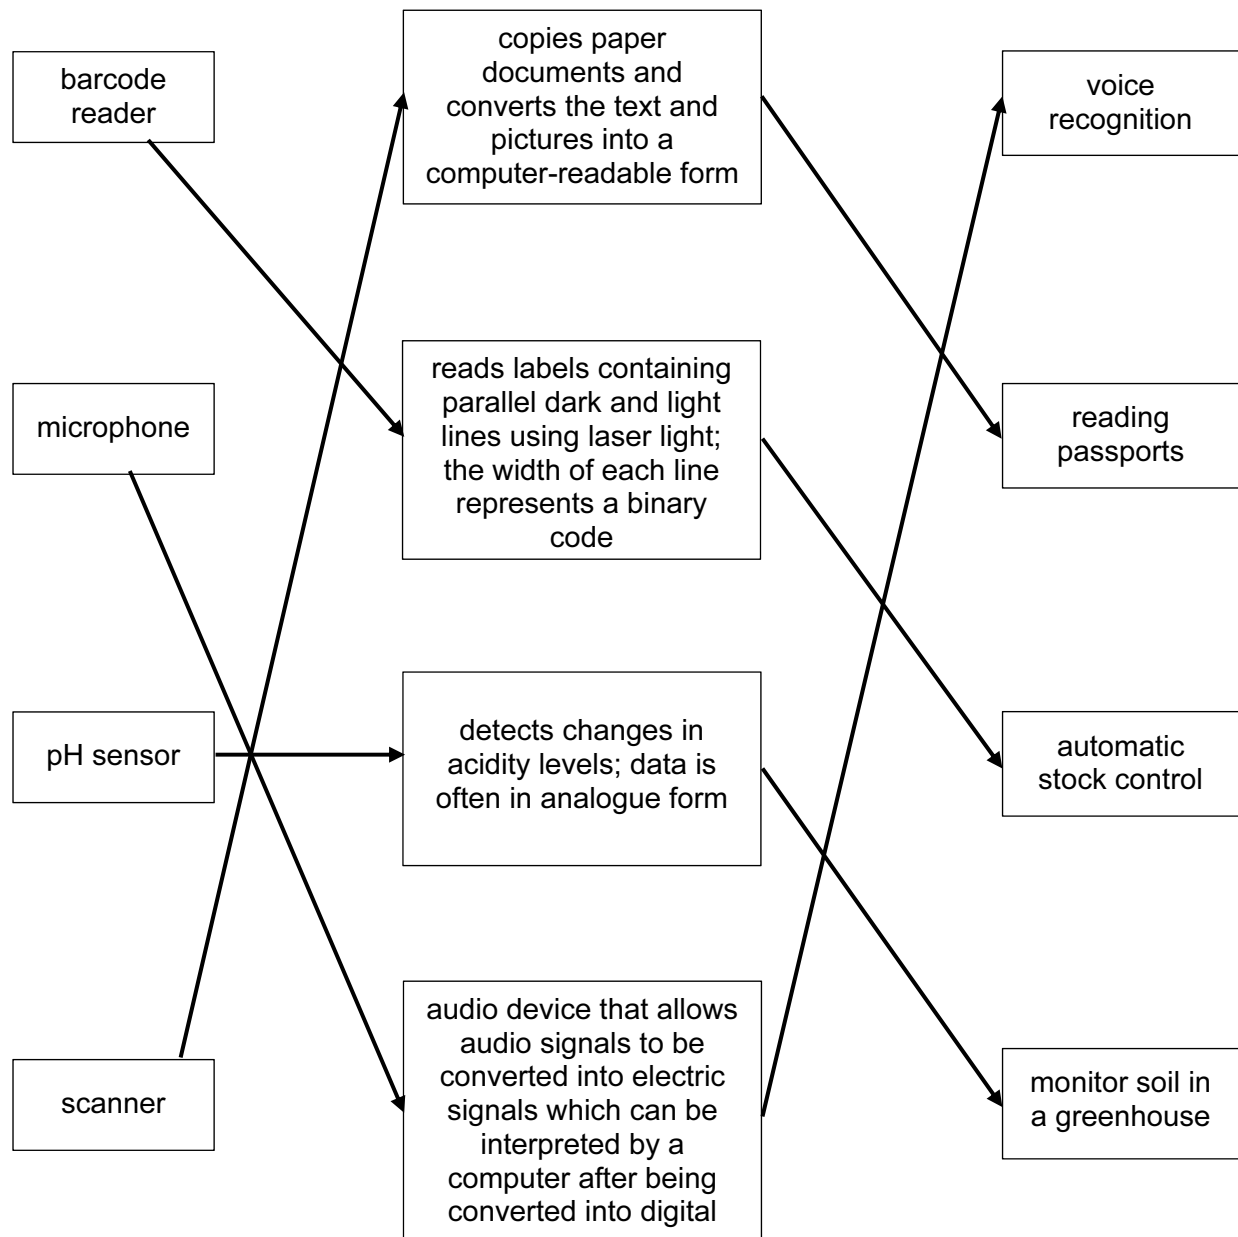 barcode
reader
microphone
pH sensor
scanner
copies paper
documents and
converts the text and
pictures into a
computer-readable form
reads labels containing
parallel dark and light
lines using laser light;
the width of each line
represents a binary
code
detects changes in
acidity levels; data is
often in analogue form
audio device that allows
audio signals to be
converted into electric
signals which can be
interpreted by a
computer after being
converted into digital
voice
recognition
reading
passports
automatic
stock control
monitor soil in
a greenhouse